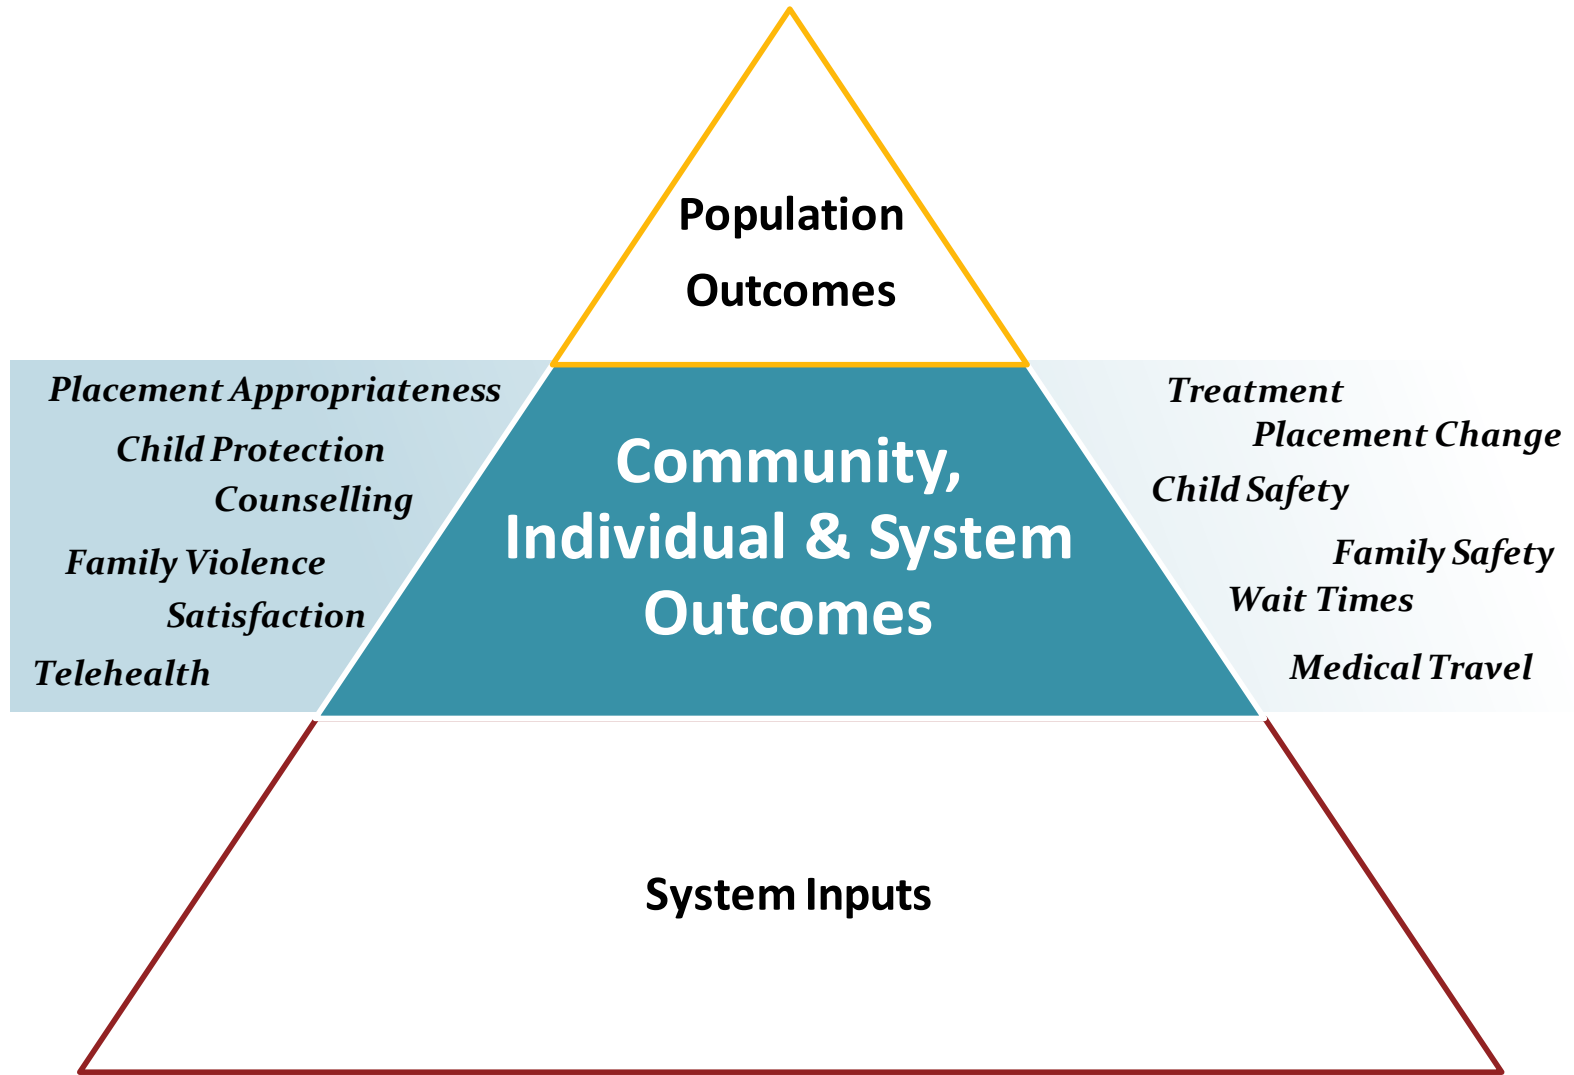 Population
Outcomes
Placement Appropriateness
Child Protection
Counselling
Family Violence
Satisfaction
Telehealth
Community,
Individual & System
Outcomes
Treatment
Placement Change
Child Safety
Family Safety
Wait Times
Medical Travel
System Inputs